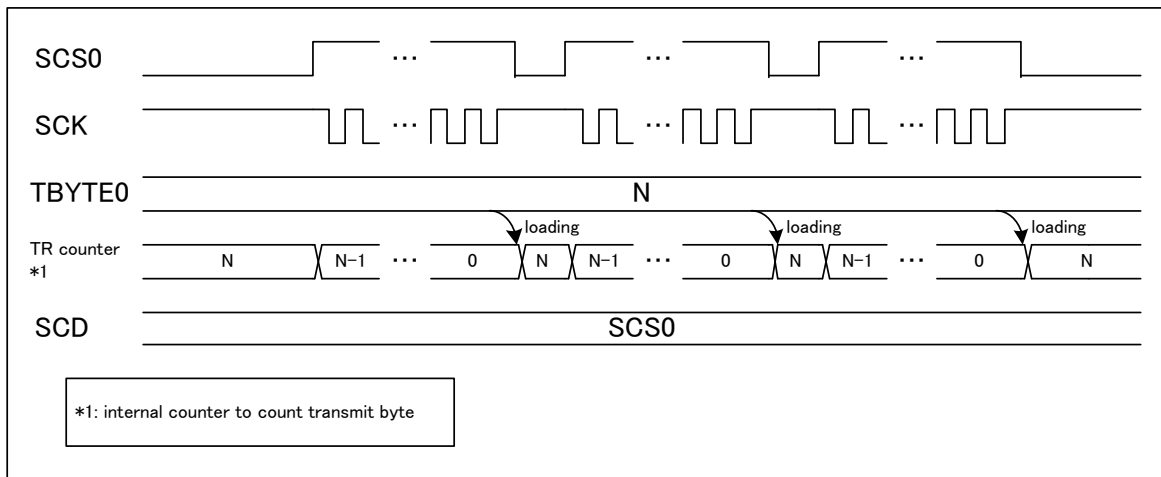 SCS0 ... ... ...
SCK ... ... ...
TBYTE0 N
loading loading loading
TR counter
*1
N N-1 ... 0 N N-1 ... 0 N N-1 ... 0 N
SCD SCS0
*1: internal counter to count transmit byte